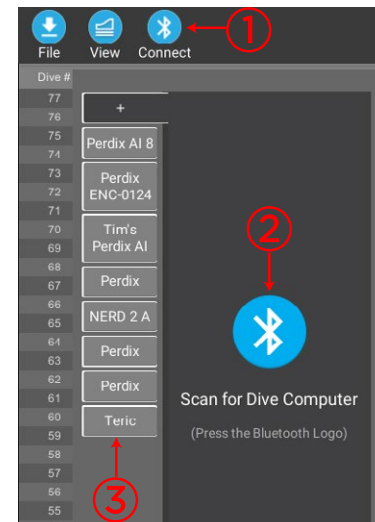 File View Connect
1
Dive #
77
76
75
74
73
72
71
70
69
68
67
66
65
64
63
62
61
60
59
58
57
56
55
+
Perdix AI 8
Perdix
ENC-0124
Tim's
Perdix AI
Perdix
NERD 2 A
Perdix
Perdix
Teric
3
2
Scan for Dive Computer
(Press the Bluetooth Logo)